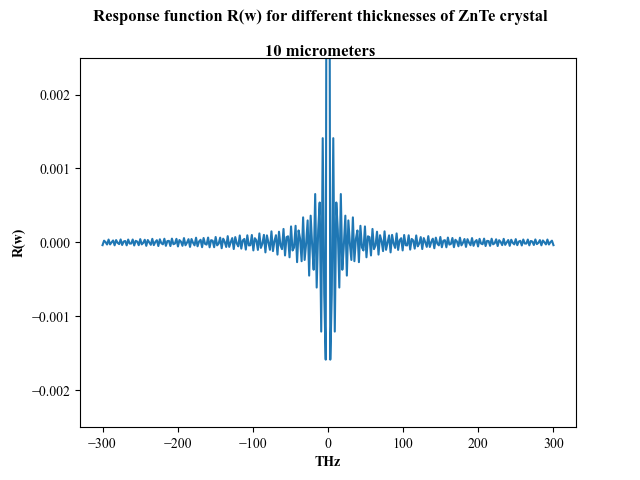 Response function R(w) for different thicknesses of ZnTe crystal
10 micrometers
0.002
0.001
0.000
−0.001
−0.002
R(w)
−300 −200 −100 0 100 200 300
THz